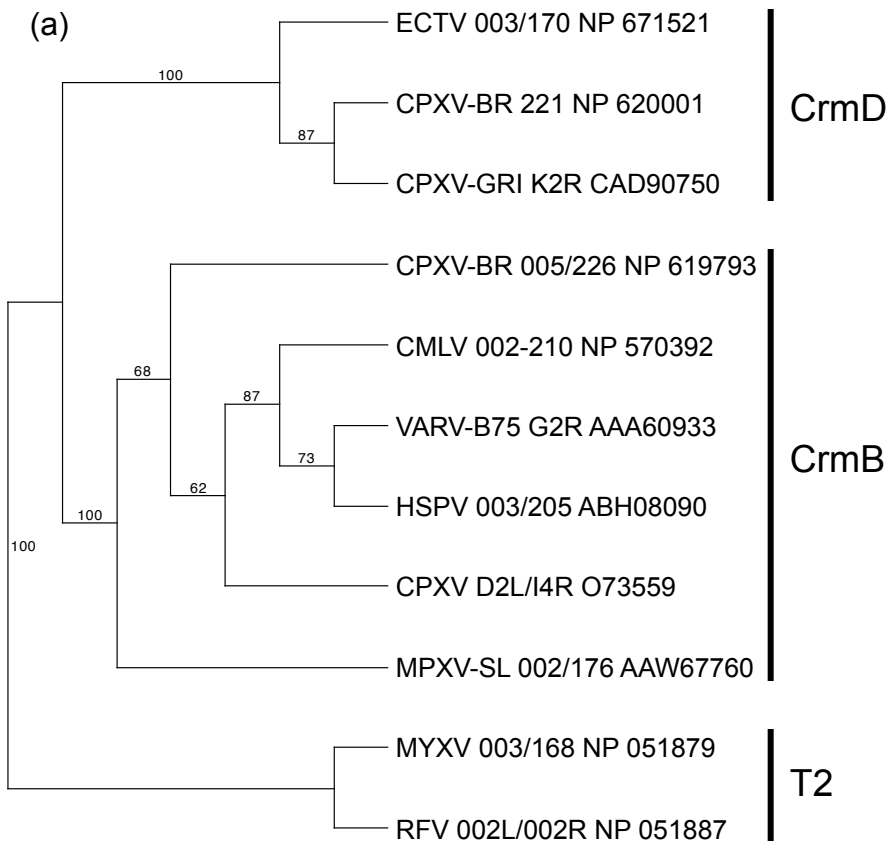 (a)
ECTV 003/170 NP 671521
100
CPXV-BR 221 NP 620001
CrmD
87
CPXV-GRI K2R CAD90750
CPXV-BR 005/226 NP 619793
CMLV 002-210 NP 570392
68
87
VARV-B75 G2R AAA60933
CrmB
73
62
HSPV 003/205 ABH08090
100
100
CPXV D2L/I4R O73559
MPXV-SL 002/176 AAW67760
MYXV 003/168 NP 051879
T2
RFV 002L/002R NP 051887